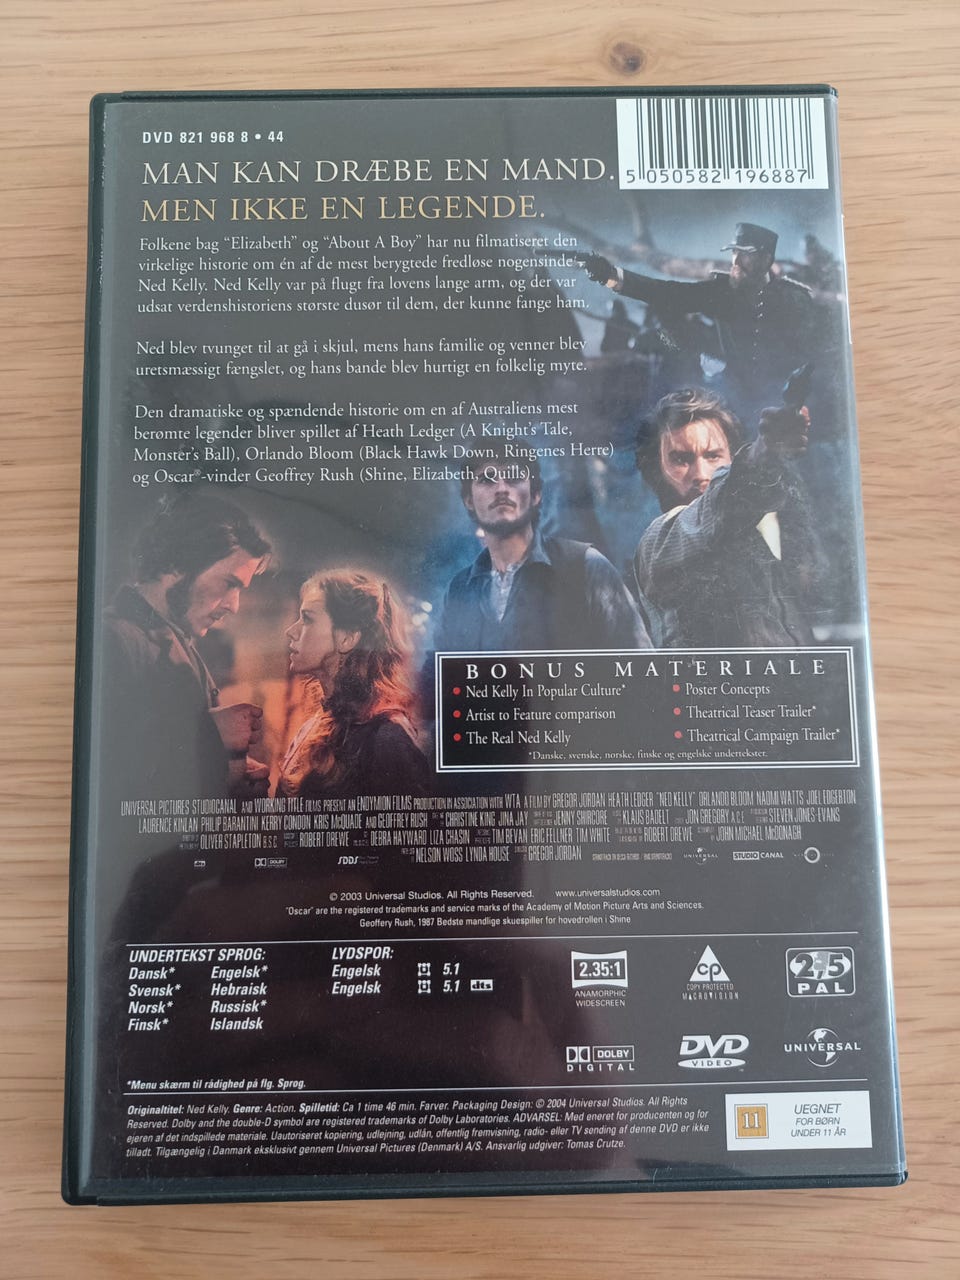 DVD 821 968 8 • 44
5 050582 196887
MAN KAN DRÆBE EN MAND.
MEN IKKE EN LEGENDE.
Folkene bag “Elizabeth” og “About A Boy” har nu filmatiseret den
virkelige historie om én af de mest berygtede fredløse nogensinde -
Ned Kelly. Ned Kelly var på flugt fra lovens lange arm, og der var
udsat verdenshistoriens største dusør til dem, der kunne fange ham.
Ned blev tvunget til at gå i skjul, mens hans familie og venner blev
uretsmæssigt fængslet, og hans bande blev hurtigt en folkelig myte.
Den dramatiske og spændende historie om en af Australiens mest
berømte legender bliver spillet af Heath Ledger (A Knight's Tale,
Monster's Ball), Orlando Bloom (Black Hawk Down, Ringenes Herre)
og Oscar®-vinder Geoffrey Rush (Shine, Elizabeth, Quills).
BONUS MATERIALE
• Ned Kelly In Popular Culture* • Poster Concepts
• Artist to Feature comparison • Theatrical Teaser Trailer*
• The Real Ned Kelly • Theatrical Campaign Trailer*
*Danske, svenske, norske, finske og engelske undertekster.
UNIVERSAL PICTURES STUDIOCANAL AND WORKING TITLE FILMS PRESENT AN ENDYMION FILMS PRODUCTION IN ASSOCIATION WITH WTA A FILM BY GREGOR JORDAN HEATH LEDGER "NED KELLY" ORLANDO BLOOM NAOMI WATTS JOEL EDGERTON
LAURENCE KINLAN PHILIP BARANTINI KERRY CONDON KRIS McQUADE AND GEOFFREY RUSH CHRISTINE KING JINA JAY JENNY SHIRCORE KLAUS BADELT JON GREGORY A.C.E. STEVEN JONES-EVANS
OLIVER STAPLETON B.S.C. ROBERT DREWE DEBRA HAYWARD LIZA CHASIN TIM BEVAN ERIC FELLNER TIM WHITE ROBERT DREWE JOHN MICHAEL McDONAGH
NELSON WOSS LYNDA HOUSE GREGOR JORDAN
dts DOLBY SDDS UNIVERSAL STUDIO CANAL
© 2003 Universal Studios. All Rights Reserved. www.universalstudios.com
"Oscar" are the registered trademarks and service marks of the Academy of Motion Picture Arts and Sciences.
Geoffery Rush, 1987 Bedste mandlige skuespiller for hovedrollen i Shine
UNDERTEKST SPROG: LYDSPOR:
Dansk* Engelsk* Engelsk 5.1
Svensk* Hebraisk Engelsk 5.1 dts
Norsk* Russisk*
Finsk* Islandsk
2.35:1
ANAMORPHIC
WIDESCREEN
CP
COPY PROTECTED
MACROVISION
2,5
PAL
DOLBY
DIGITAL
DVD
VIDEO
UNIVERSAL
*Menu skærm til rådighed på flg. Sprog.
Originaltitel: Ned Kelly. Genre: Action. Spilletid: Ca 1 time 46 min. Farver. Packaging Design: © 2004 Universal Studios. All Rights
Reserved. Dolby and the double-D symbol are registered trademarks of Dolby Laboratories. ADVARSEL: Med eneret for producenten og for
ejeren af det indspillede materiale. Uautoriseret kopiering, udlejning, udlån, offentlig fremvisning, radio- eller TV sending af denne DVD er ikke
tilladt. Tilgængelig i Danmark eksklusivt gennem Universal Pictures (Denmark) A/S. Ansvarlig udgiver: Tomas Crutze.
11
UEGNET
FOR BØRN
UNDER 11 ÅR